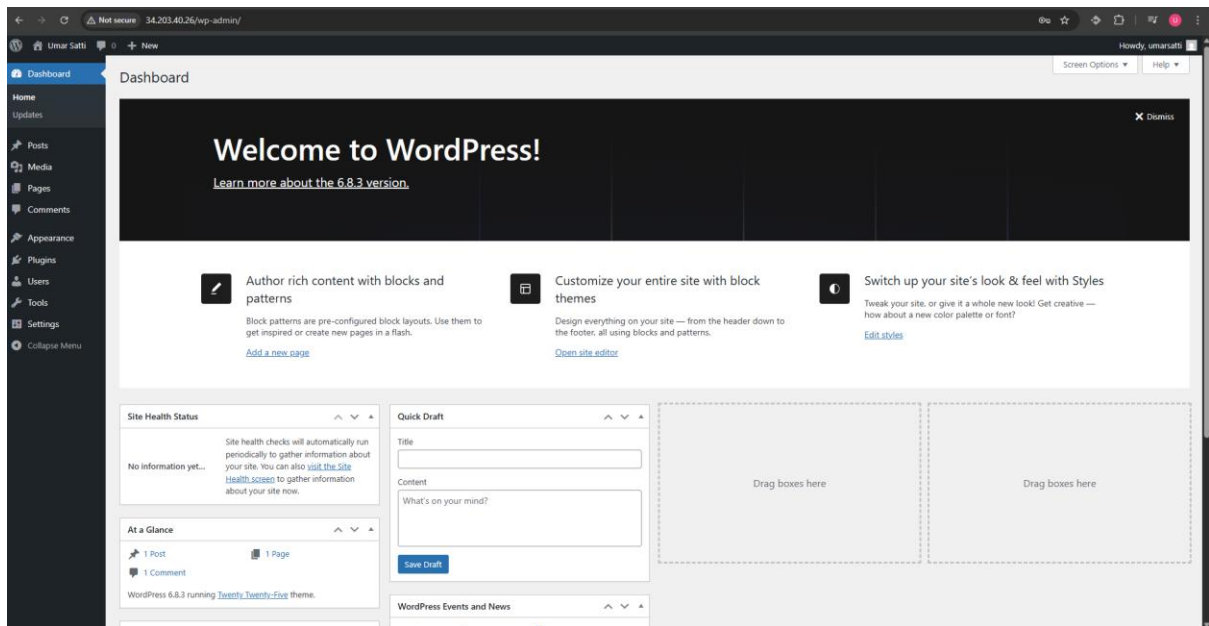 Not secure 34.203.40.26/wp-admin/
Umar Satti 0 + New
Howdy, umarsatti
Dashboard
Home
Updates
Posts
Media
Pages
Comments
Appearance
Plugins
Users
Tools
Settings
Collapse Menu
Dashboard
Screen Options ▼
Help ▼
Dismiss
Welcome to WordPress!
Learn more about the 6.8.3 version.
Author rich content with blocks and
patterns
Block patterns are pre-configured block layouts. Use them to
get inspired or create new pages in a flash.
Add a new page
Customize your entire site with block
themes
Design everything on your site — from the header down to
the footer, all using blocks and patterns.
Open site editor
Switch up your site's look & feel with Styles
Tweak your site, or give it a whole new look! Get creative —
how about a new color palette or font?
Edit styles
Site Health Status
No information yet...
Site health checks will automatically run
periodically to gather information about
your site. You can also visit the Site
Health screen to gather information
about your site now.
At a Glance
1 Post
1 Page
1 Comment
WordPress 6.8.3 running Twenty Twenty-Five theme.
Quick Draft
Title
Content
What's on your mind?
Save Draft
WordPress Events and News
Drag boxes here
Drag boxes here